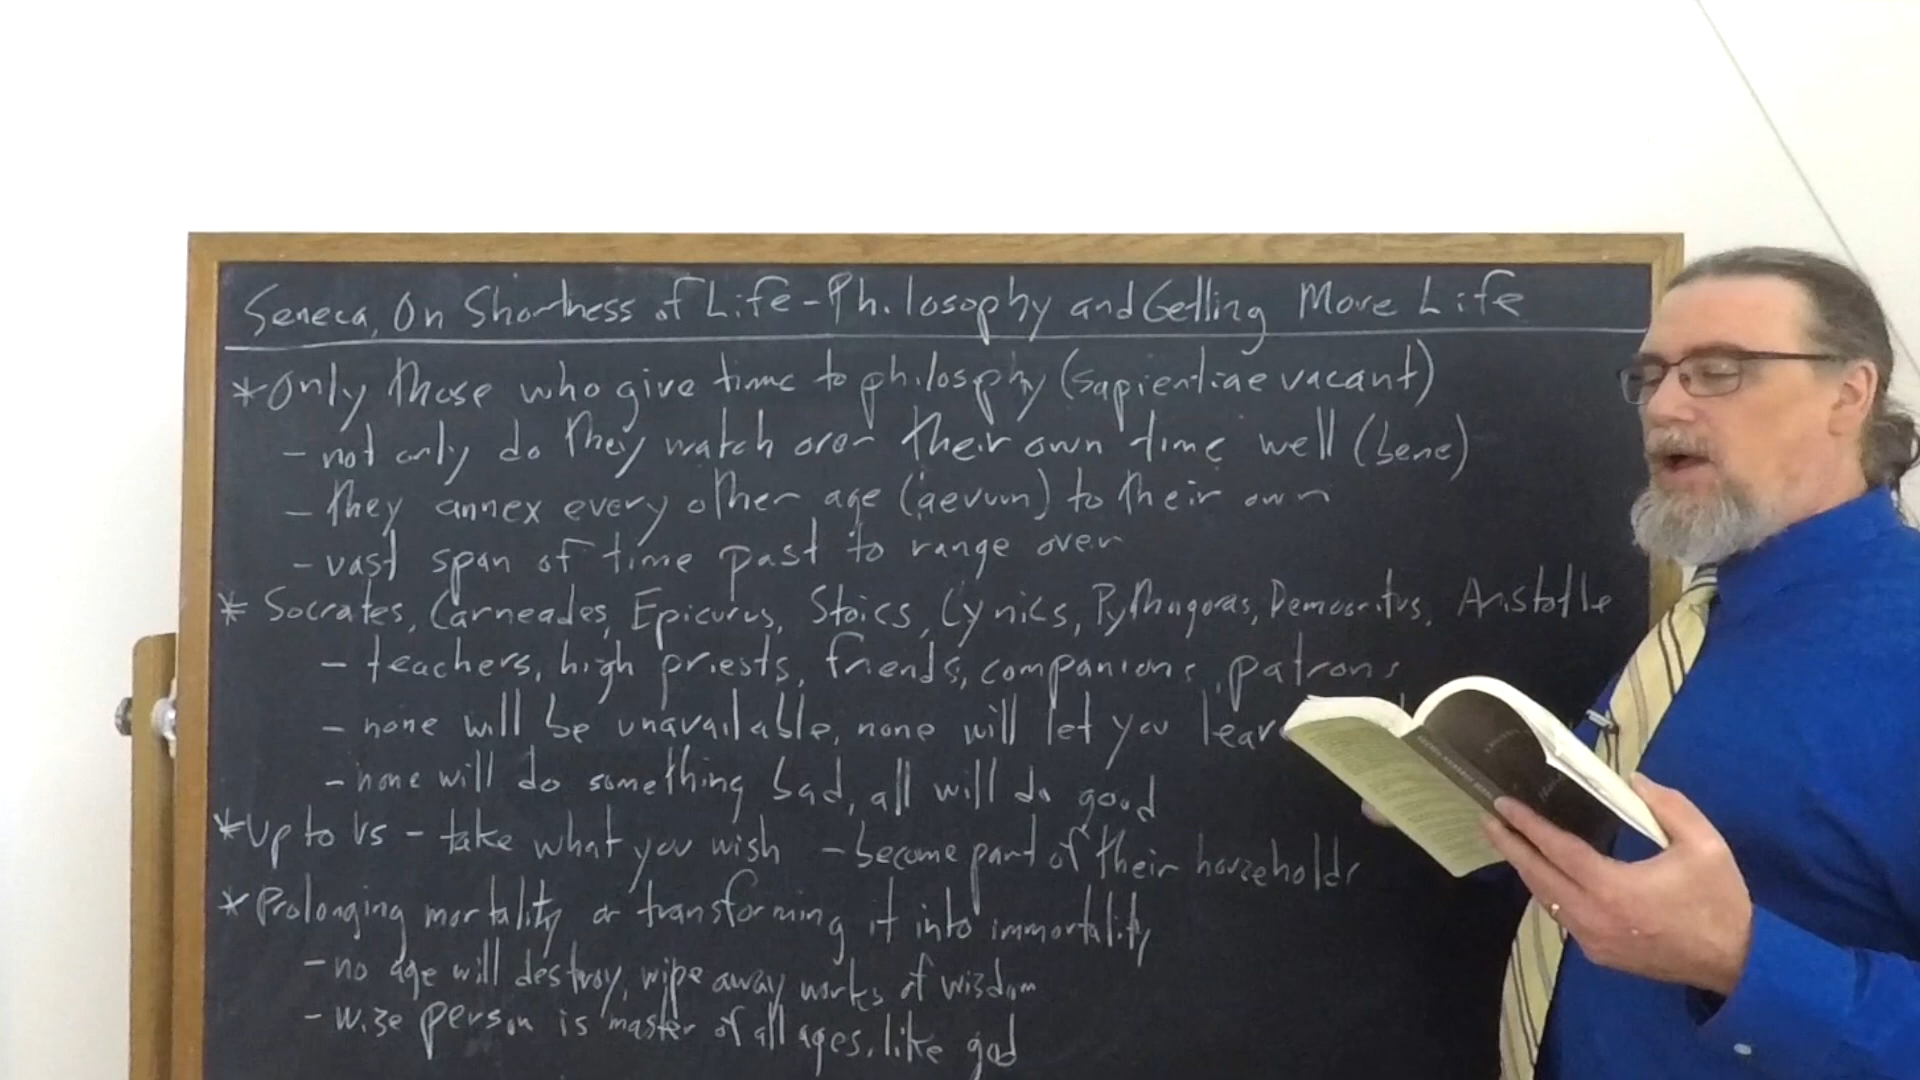 Seneca, On Shortness of Life - Philosophy and Getting More Life
* Only those who give time to philosphy (sapientiae vacant)
- not only do they watch over their own time well (bene)
- they annex every other age (aevum) to their own
- vast span of time past to range over
* Socrates, Carneades, Epicurus, Stoics, Cynics, Pythagoras, Democritus, Aristotle
- teachers, high priests, friends, companions, patrons
- none will be unavailable, none will let you
- none will do something bad, all will do good
* Up to us - take what you wish - become part of their households
* Prolonging mortality or transforming it into immortality
- no age will destroy, wipe away works of wisdom
- wise person is master of all ages, like god